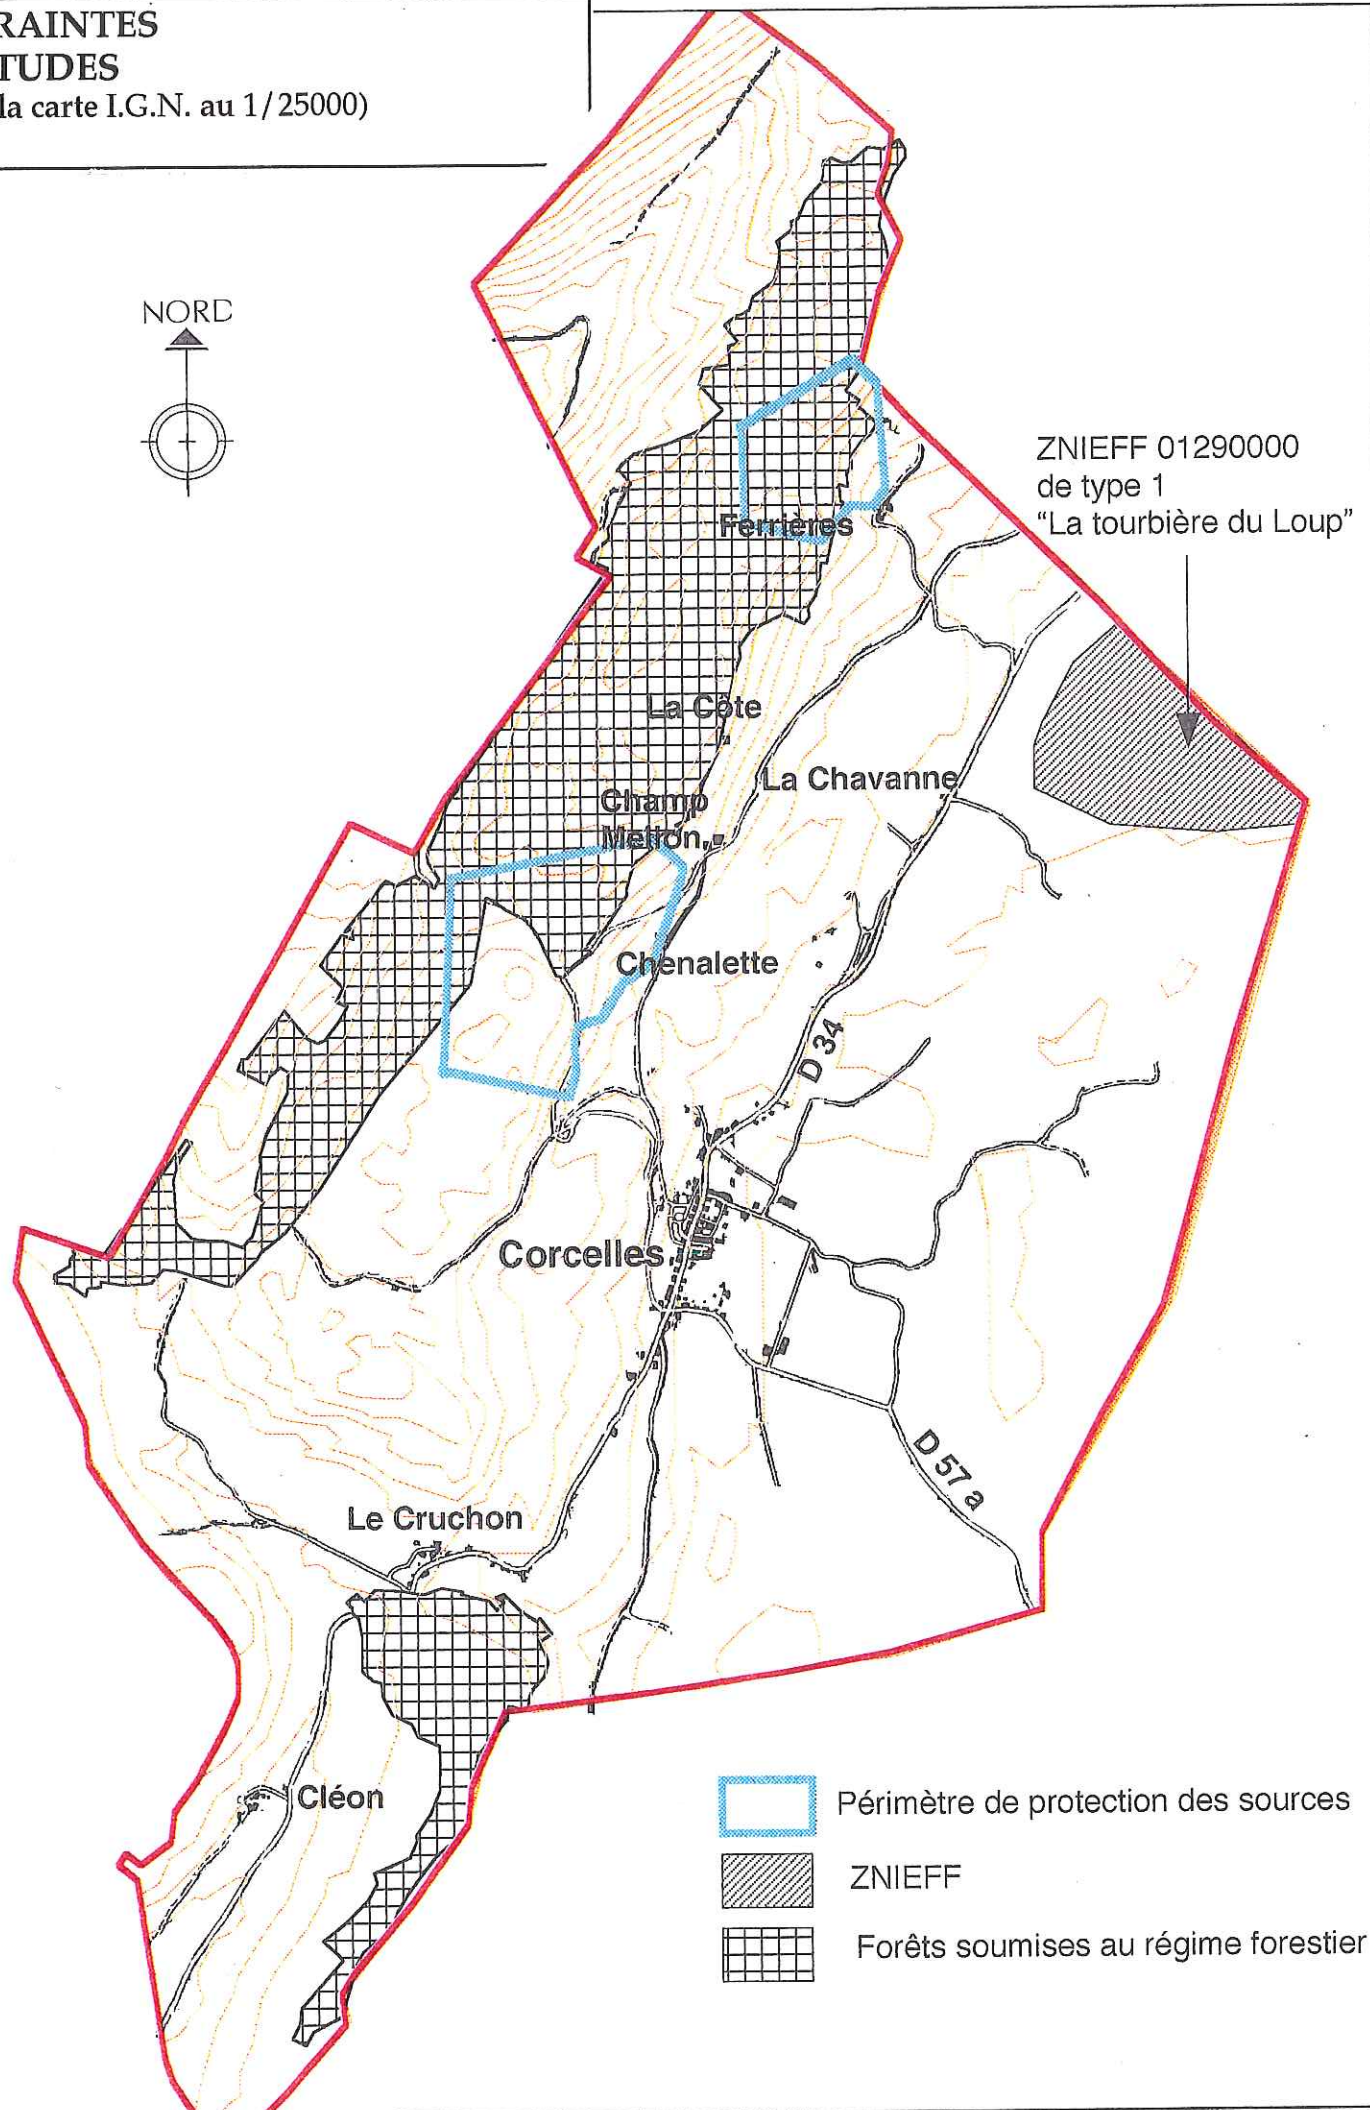 RAINTES
TUDES
la carte I.G.N. au 1/25000)
NORD
ZNIEFF 01290000
de type 1
“La tourbière du Loup”
Ferrières
La Côte
La Chavanne
Champ
Melton
Chenalette
D 34
Corcelles
D 57 a
Le Cruchon
Cléon
Périmètre de protection des sources
ZNIEFF
Forêts soumises au régime forestier